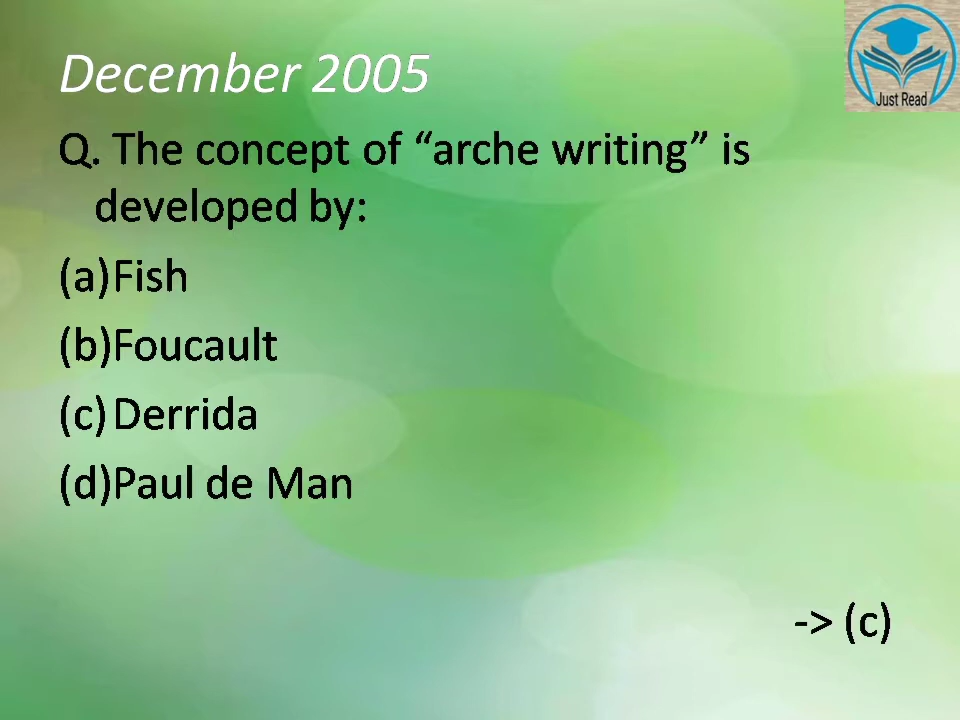 December 2005
Just Read
Q. The concept of “arche writing” is
developed by:
(a)Fish
(b)Foucault
(c)Derrida
(d)Paul de Man
-> (c)